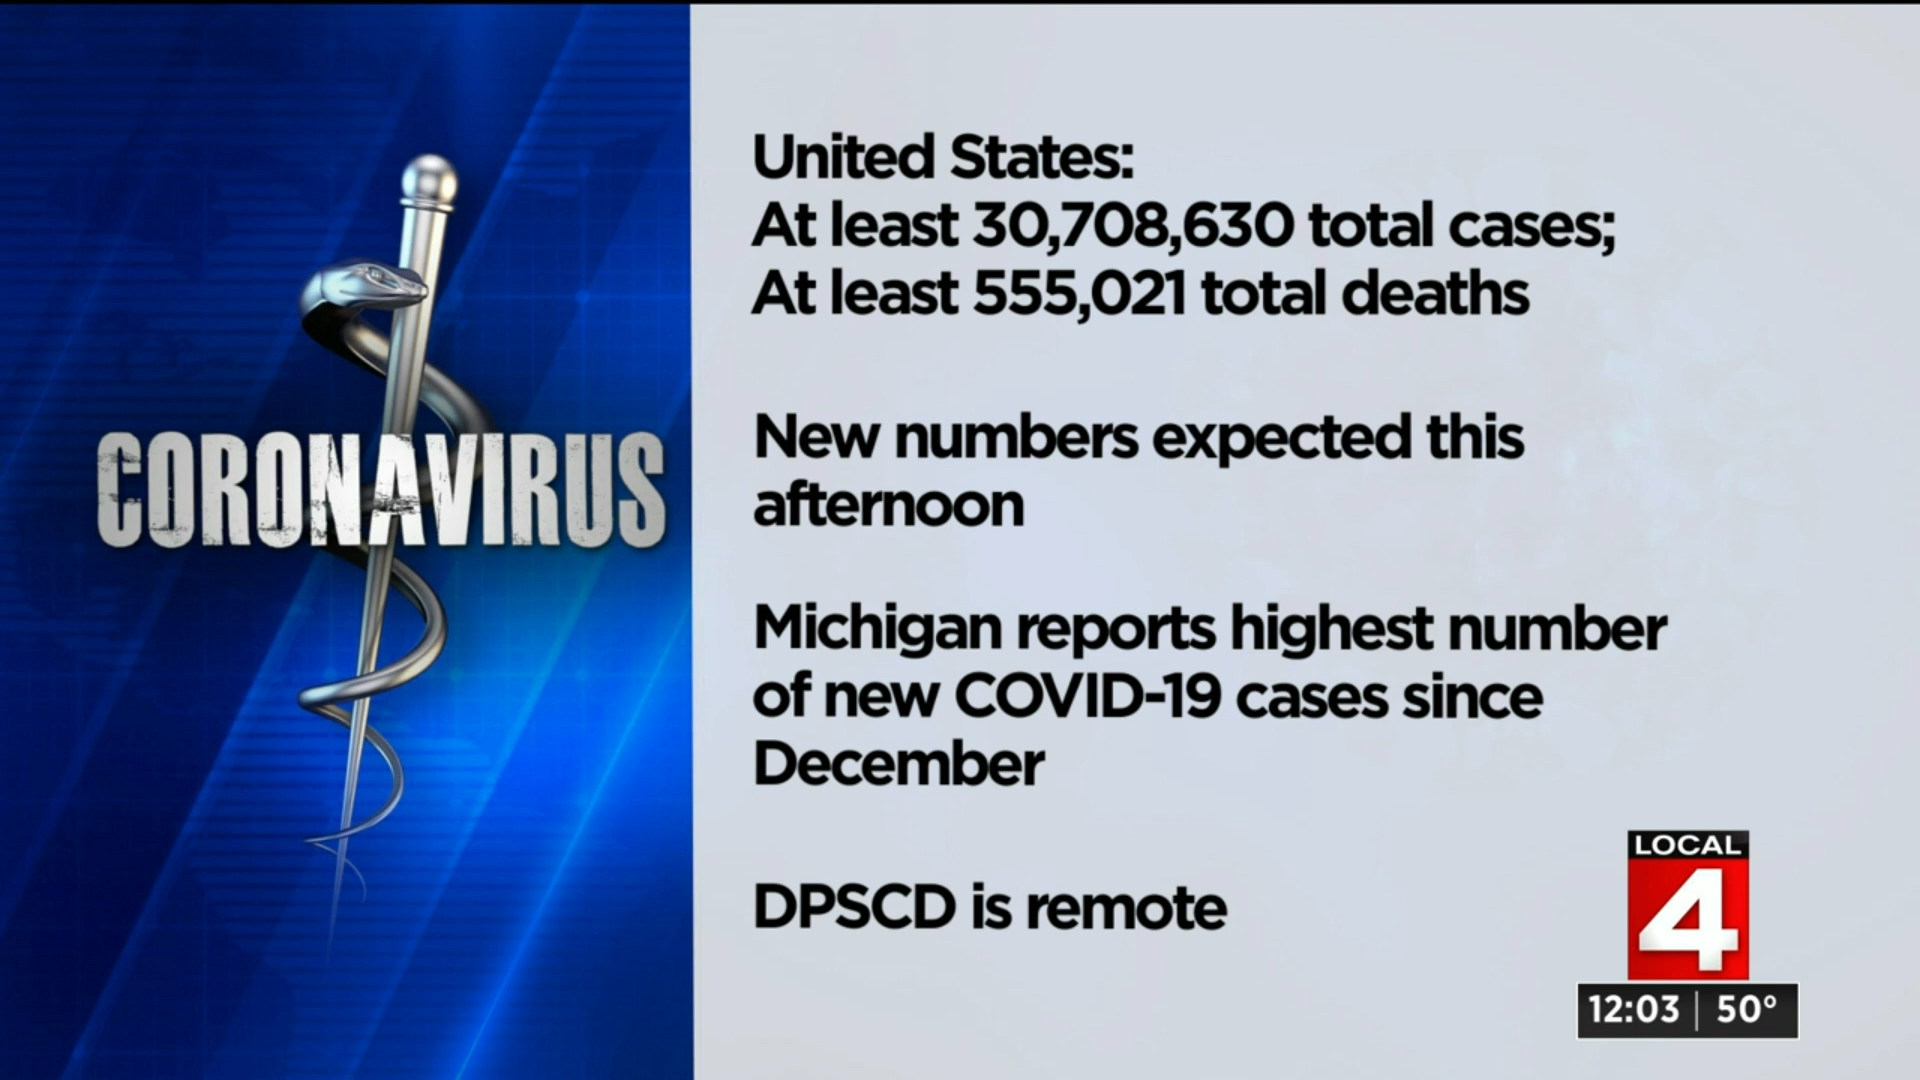 CORONAVIRUS
United States:
At least 30,708,630 total cases;
At least 555,021 total deaths
New numbers expected this
afternoon
Michigan reports highest number
of new COVID-19 cases since
December
DPSCD is remote
LOCAL
4
12:03 | 50°